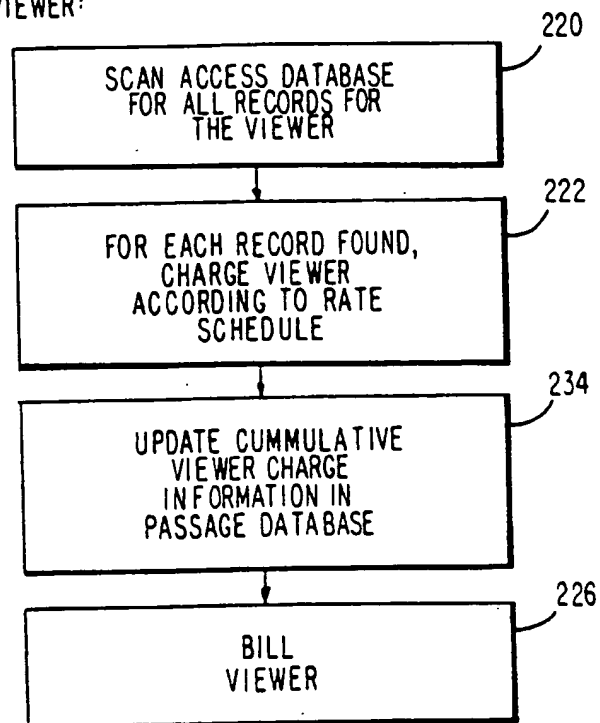 VIEWER:
220
SCAN ACCESS DATABASE
FOR ALL RECORDS FOR
THE VIEWER
222
FOR EACH RECORD FOUND,
CHARGE VIEWER
ACCORDING TO RATE
SCHEDULE
234
UPDATE CUMMULATIVE
VIEWER CHARGE
INFORMATION IN
PASSAGE DATABASE
226
BILL
VIEWER